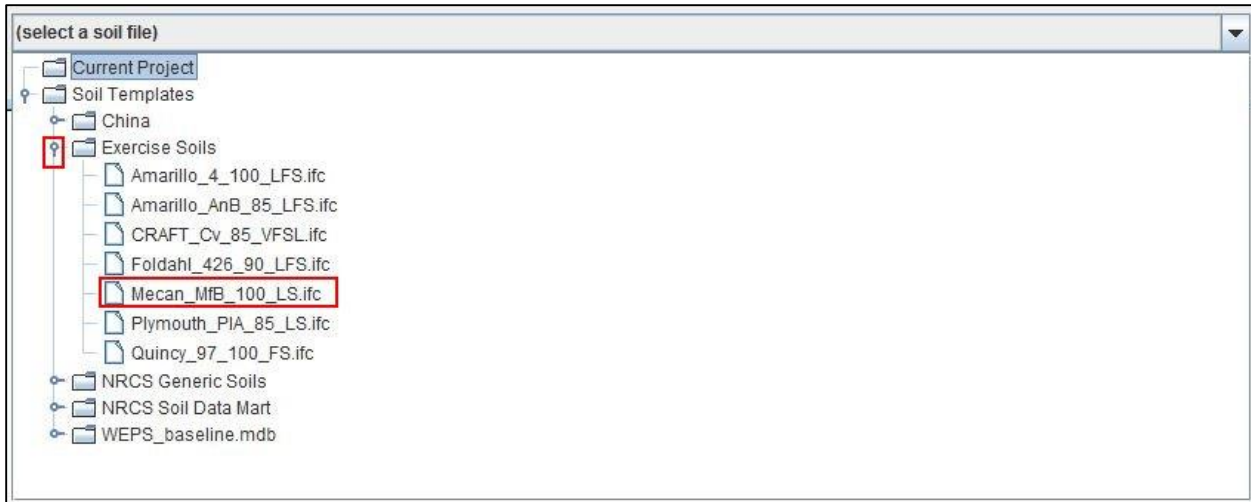 (select a soil file)
Current Project
Soil Templates
China
Exercise Soils
Amarillo_4_100_LFS.ifc
Amarillo_AnB_85_LFS.ifc
CRAFT_Cv_85_VFSL.ifc
Foldahl_426_90_LFS.ifc
Mecan_MfB_100_LS.ifc
Plymouth_PlA_85_LS.ifc
Quincy_97_100_FS.ifc
NRCS Generic Soils
NRCS Soil Data Mart
WEPS_baseline.mdb